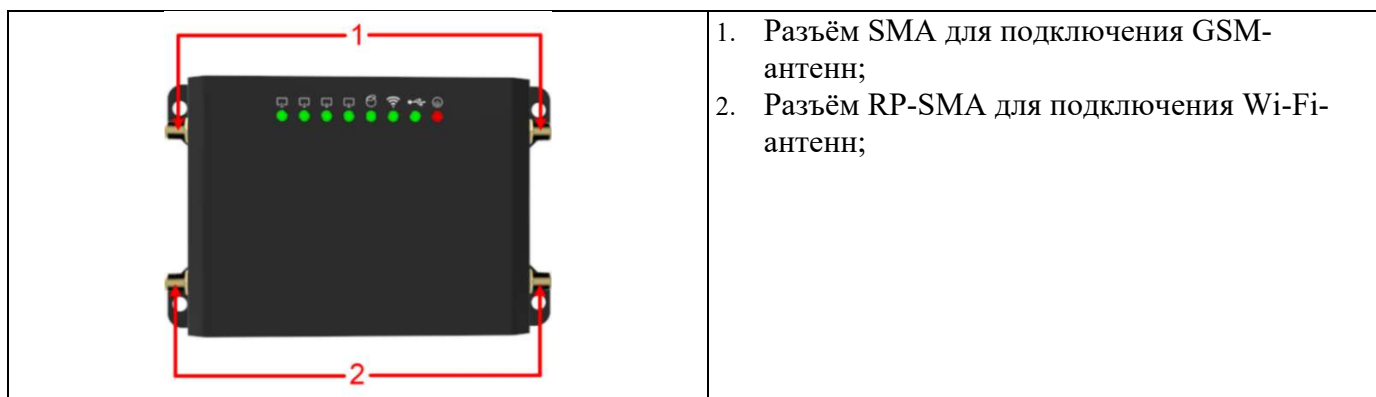 1
2
1. Разъём SMA для подключения GSM-
антенн;
2. Разъём RP-SMA для подключения Wi-Fi-
антенн;